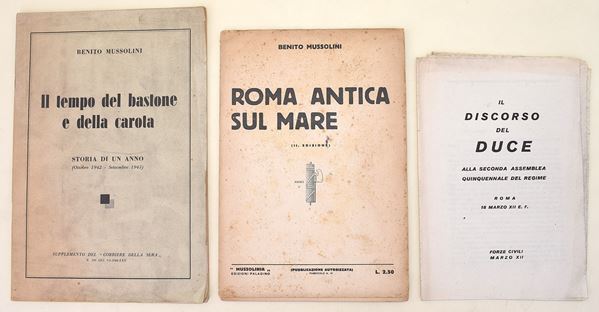 BENITO MUSSOLINI
Il tempo del bastone
e della carota
STORIA DI UN ANNO
(Ottobre 1942 - Settembre 1943)
SUPPLEMENTO DEL "CORRIERE DELLA SERA"
BENITO MUSSOLINI
ROMA ANTICA
SUL MARE
(II. EDIZIONE)
"MUSSOLINIA"
EDIZIONI PALADINO
(PUBBLICAZIONE AUTORIZZATA)
L. 2.50
IL
DISCORSO
DEL
DUCE
ALLA SECONDA ASSEMBLEA
QUINQUENNALE DEL REGIME
ROMA
18 MARZO XII E. F.
FORZE CIVILI
MARZO XII